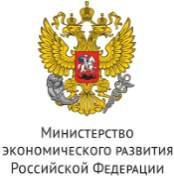 Министерство
экономического развития
Российской Федерации